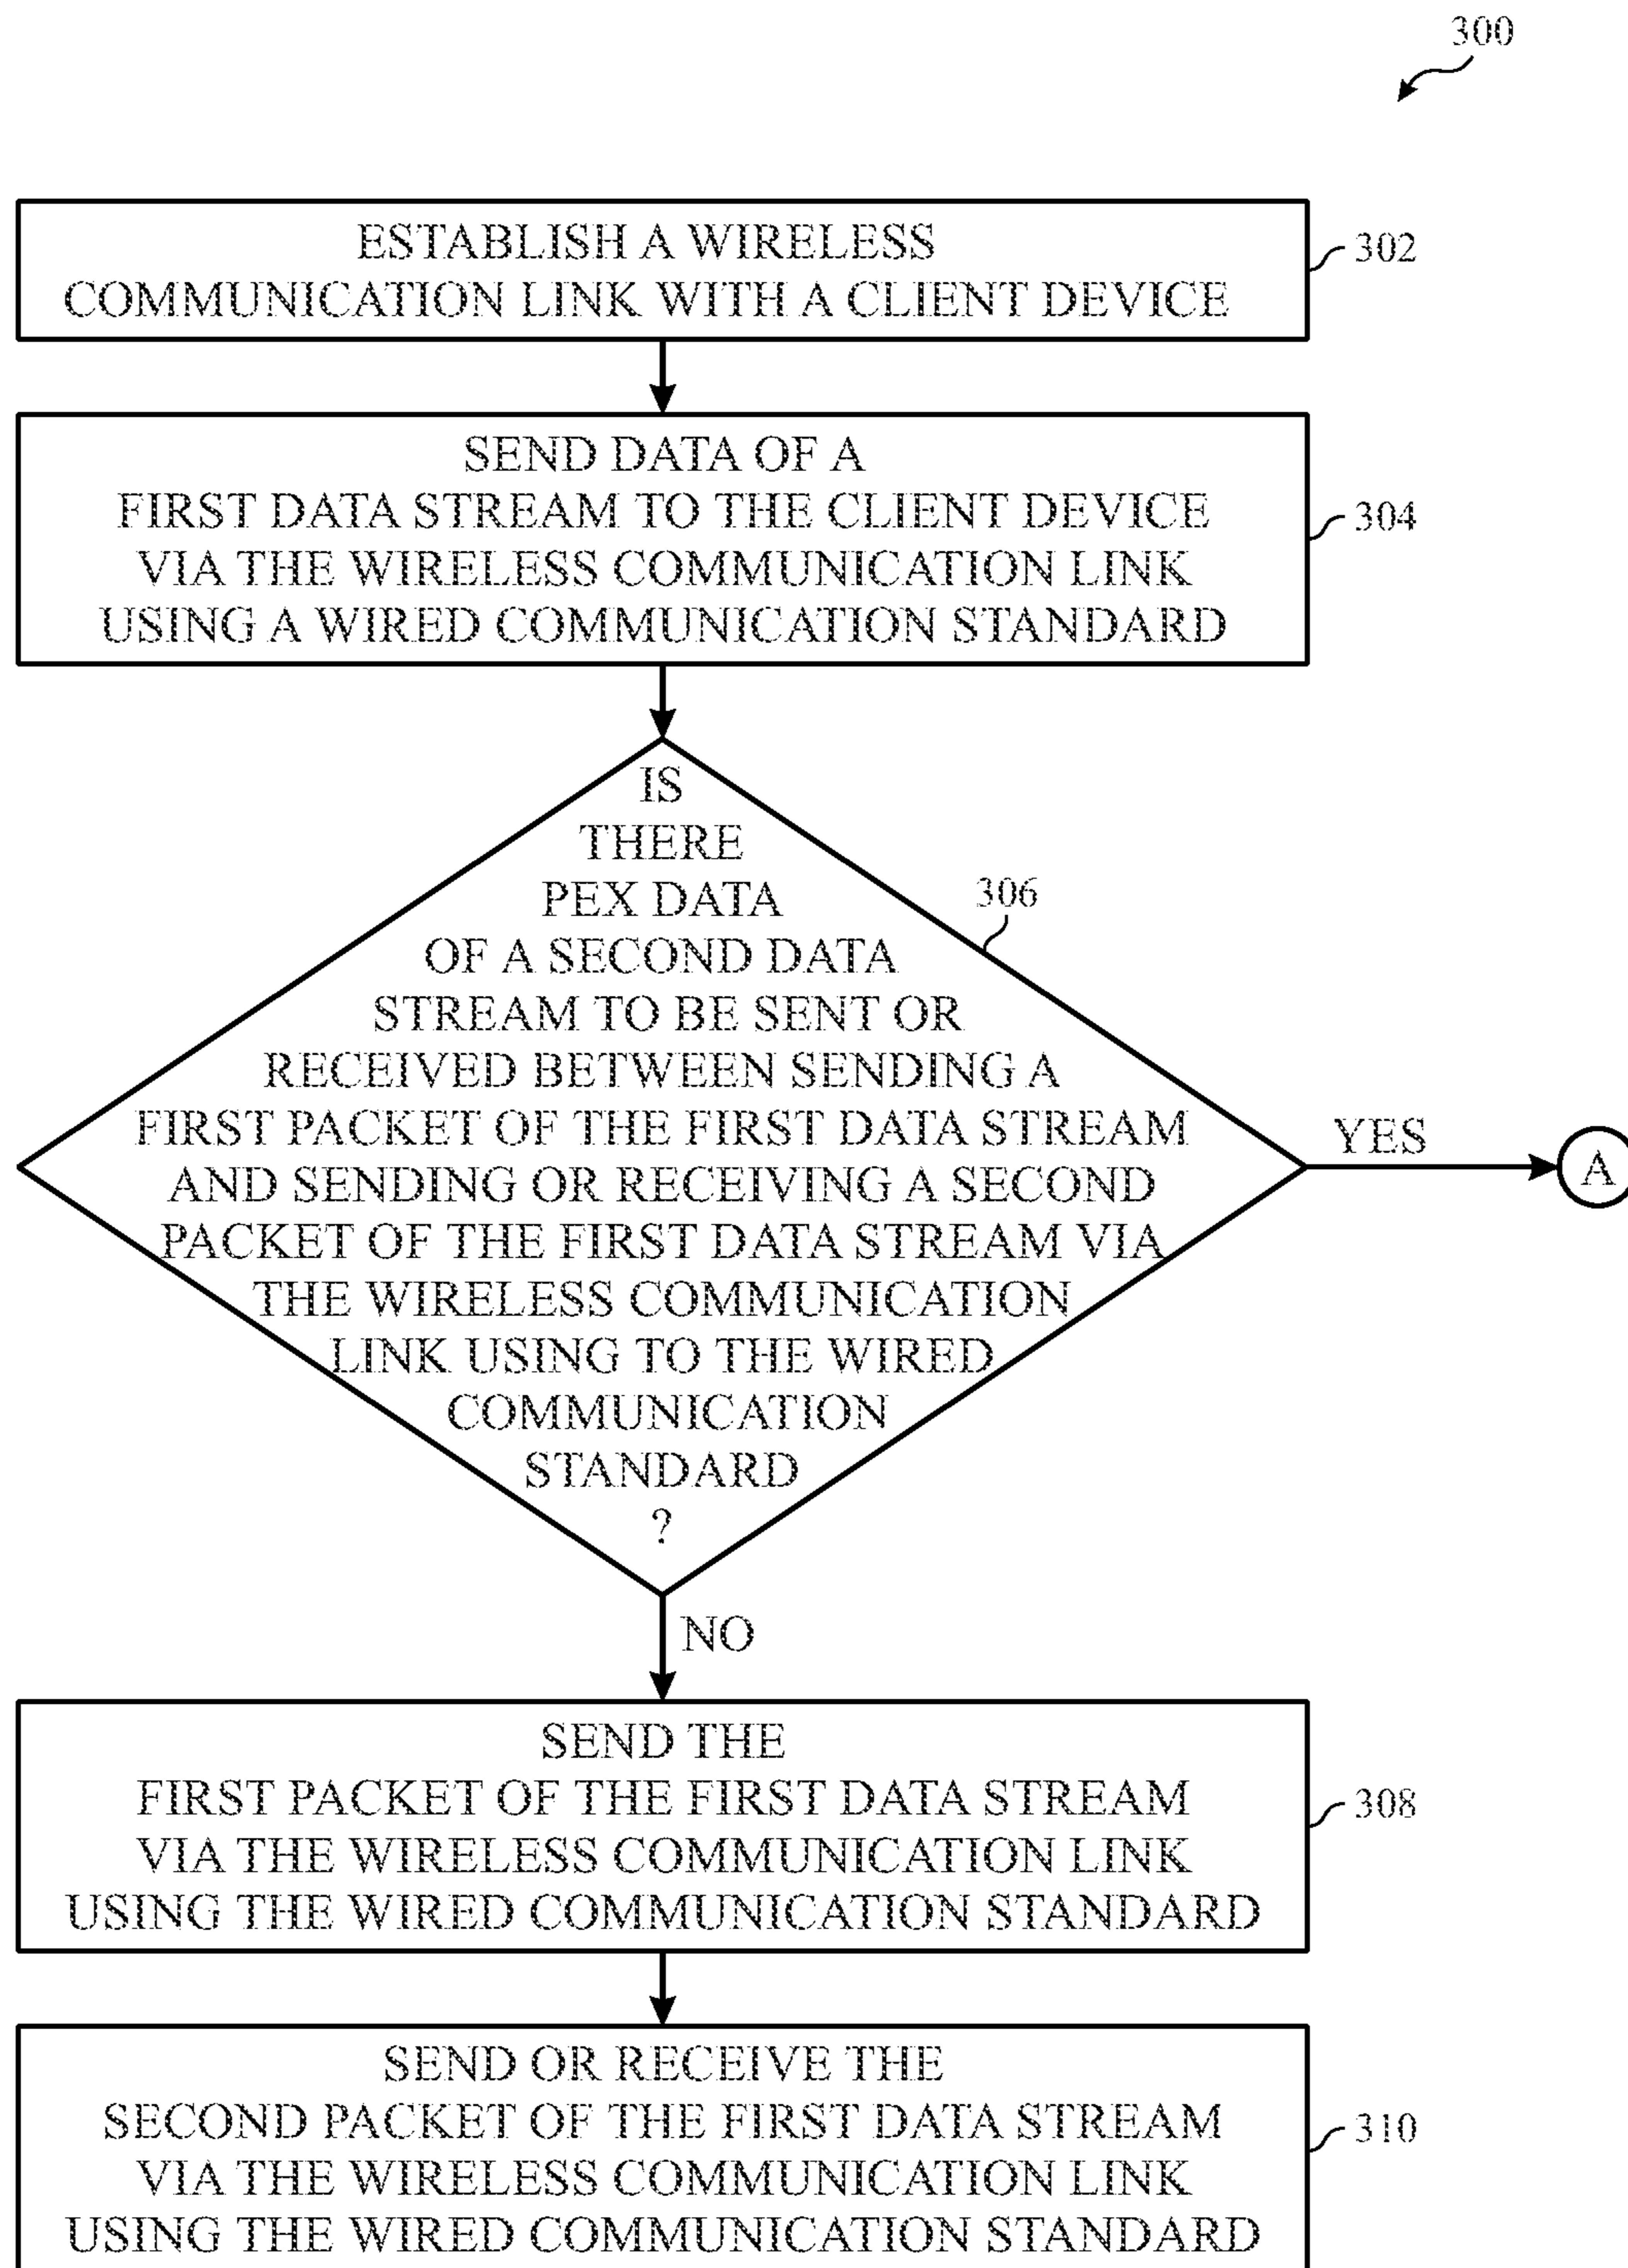 300
ESTABLISH A WIRELESS
COMMUNICATION LINK WITH A CLIENT DEVICE
302
SEND DATA OF A
FIRST DATA STREAM TO THE CLIENT DEVICE
VIA THE WIRELESS COMMUNICATION LINK
USING A WIRED COMMUNICATION STANDARD
304
IS
THERE
PEX DATA
OF A SECOND DATA
STREAM TO BE SENT OR
RECEIVED BETWEEN SENDING A
FIRST PACKET OF THE FIRST DATA STREAM
AND SENDING OR RECEIVING A SECOND
PACKET OF THE FIRST DATA STREAM VIA
THE WIRELESS COMMUNICATION
LINK USING TO THE WIRED
COMMUNICATION
STANDARD
?
306
YES
A
NO
SEND THE
FIRST PACKET OF THE FIRST DATA STREAM
VIA THE WIRELESS COMMUNICATION LINK
USING THE WIRED COMMUNICATION STANDARD
308
SEND OR RECEIVE THE
SECOND PACKET OF THE FIRST DATA STREAM
VIA THE WIRELESS COMMUNICATION LINK
USING THE WIRED COMMUNICATION STANDARD
310